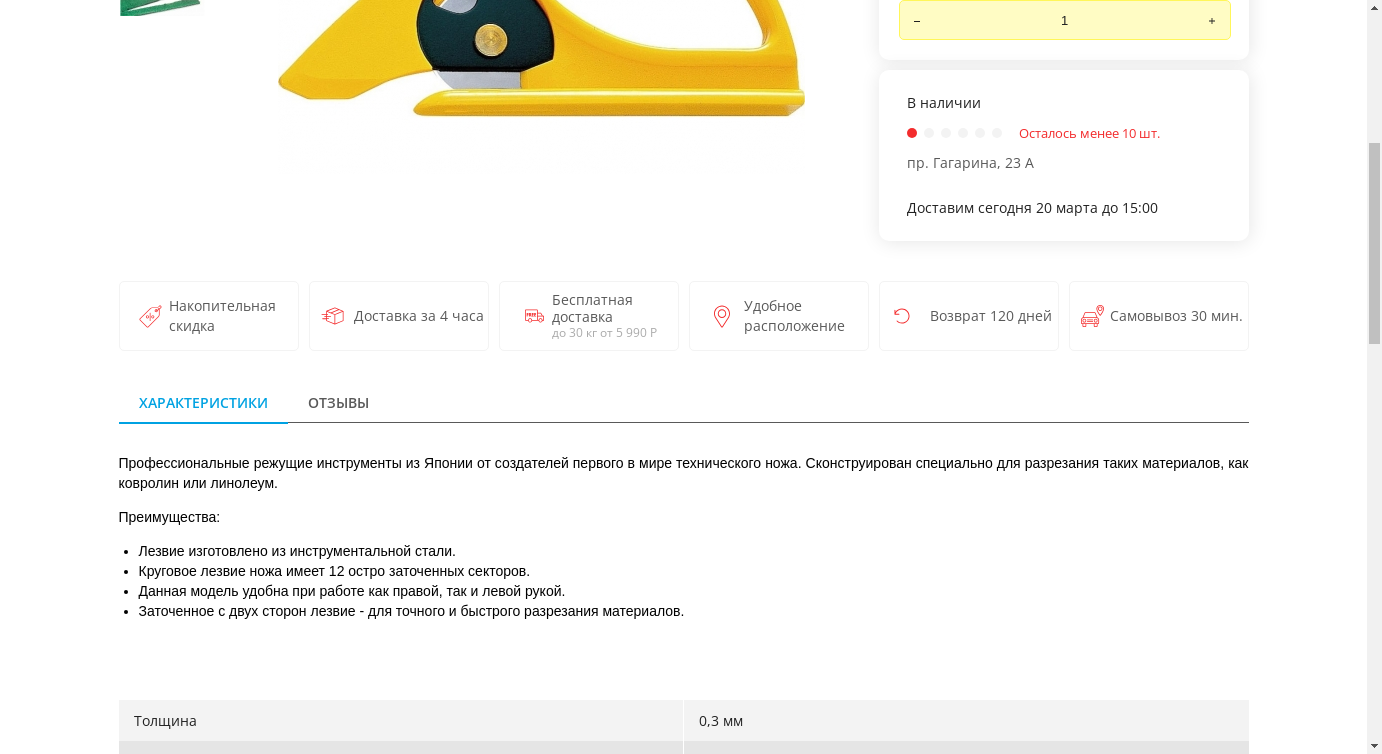 –
1
+
В наличии
Осталось менее 10 шт.
пр. Гагарина, 23 А
Доставим сегодня 20 марта до 15:00
Накопительная
скидка
Доставка за 4 часа
Бесплатная
доставка
до 30 кг от 5 990 Р
Удобное
расположение
Возврат 120 дней
Самовывоз 30 мин.
ХАРАКТЕРИСТИКИ
ОТЗЫВЫ
Профессиональные режущие инструменты из Японии от создателей первого в мире технического ножа. Сконструирован специально для разрезания таких материалов, как
ковролин или линолеум.
Преимущества:
• Лезвие изготовлено из инструментальной стали.
• Круговое лезвие ножа имеет 12 остро заточенных секторов.
• Данная модель удобна при работе как правой, так и левой рукой.
• Заточенное с двух сторон лезвие - для точного и быстрого разрезания материалов.
Толщина
0,3 мм